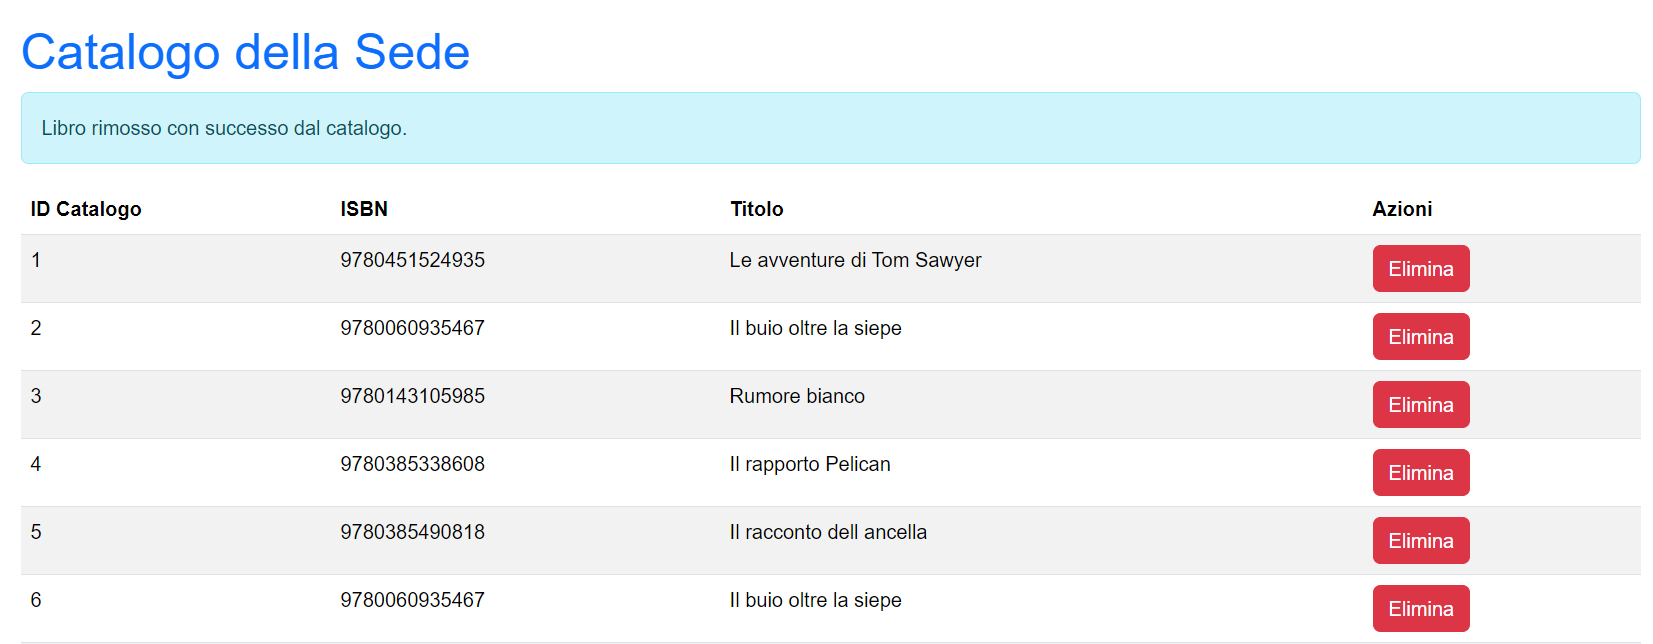 Catalogo della Sede
Libro rimosso con successo dal catalogo.
ID Catalogo ISBN Titolo Azioni
1 9780451524935 Le avventure di Tom Sawyer Elimina
2 9780060935467 Il buio oltre la siepe Elimina
3 9780143105985 Rumore bianco Elimina
4 9780385338608 Il rapporto Pelican Elimina
5 9780385490818 Il racconto dell ancella Elimina
6 9780060935467 Il buio oltre la siepe Elimina